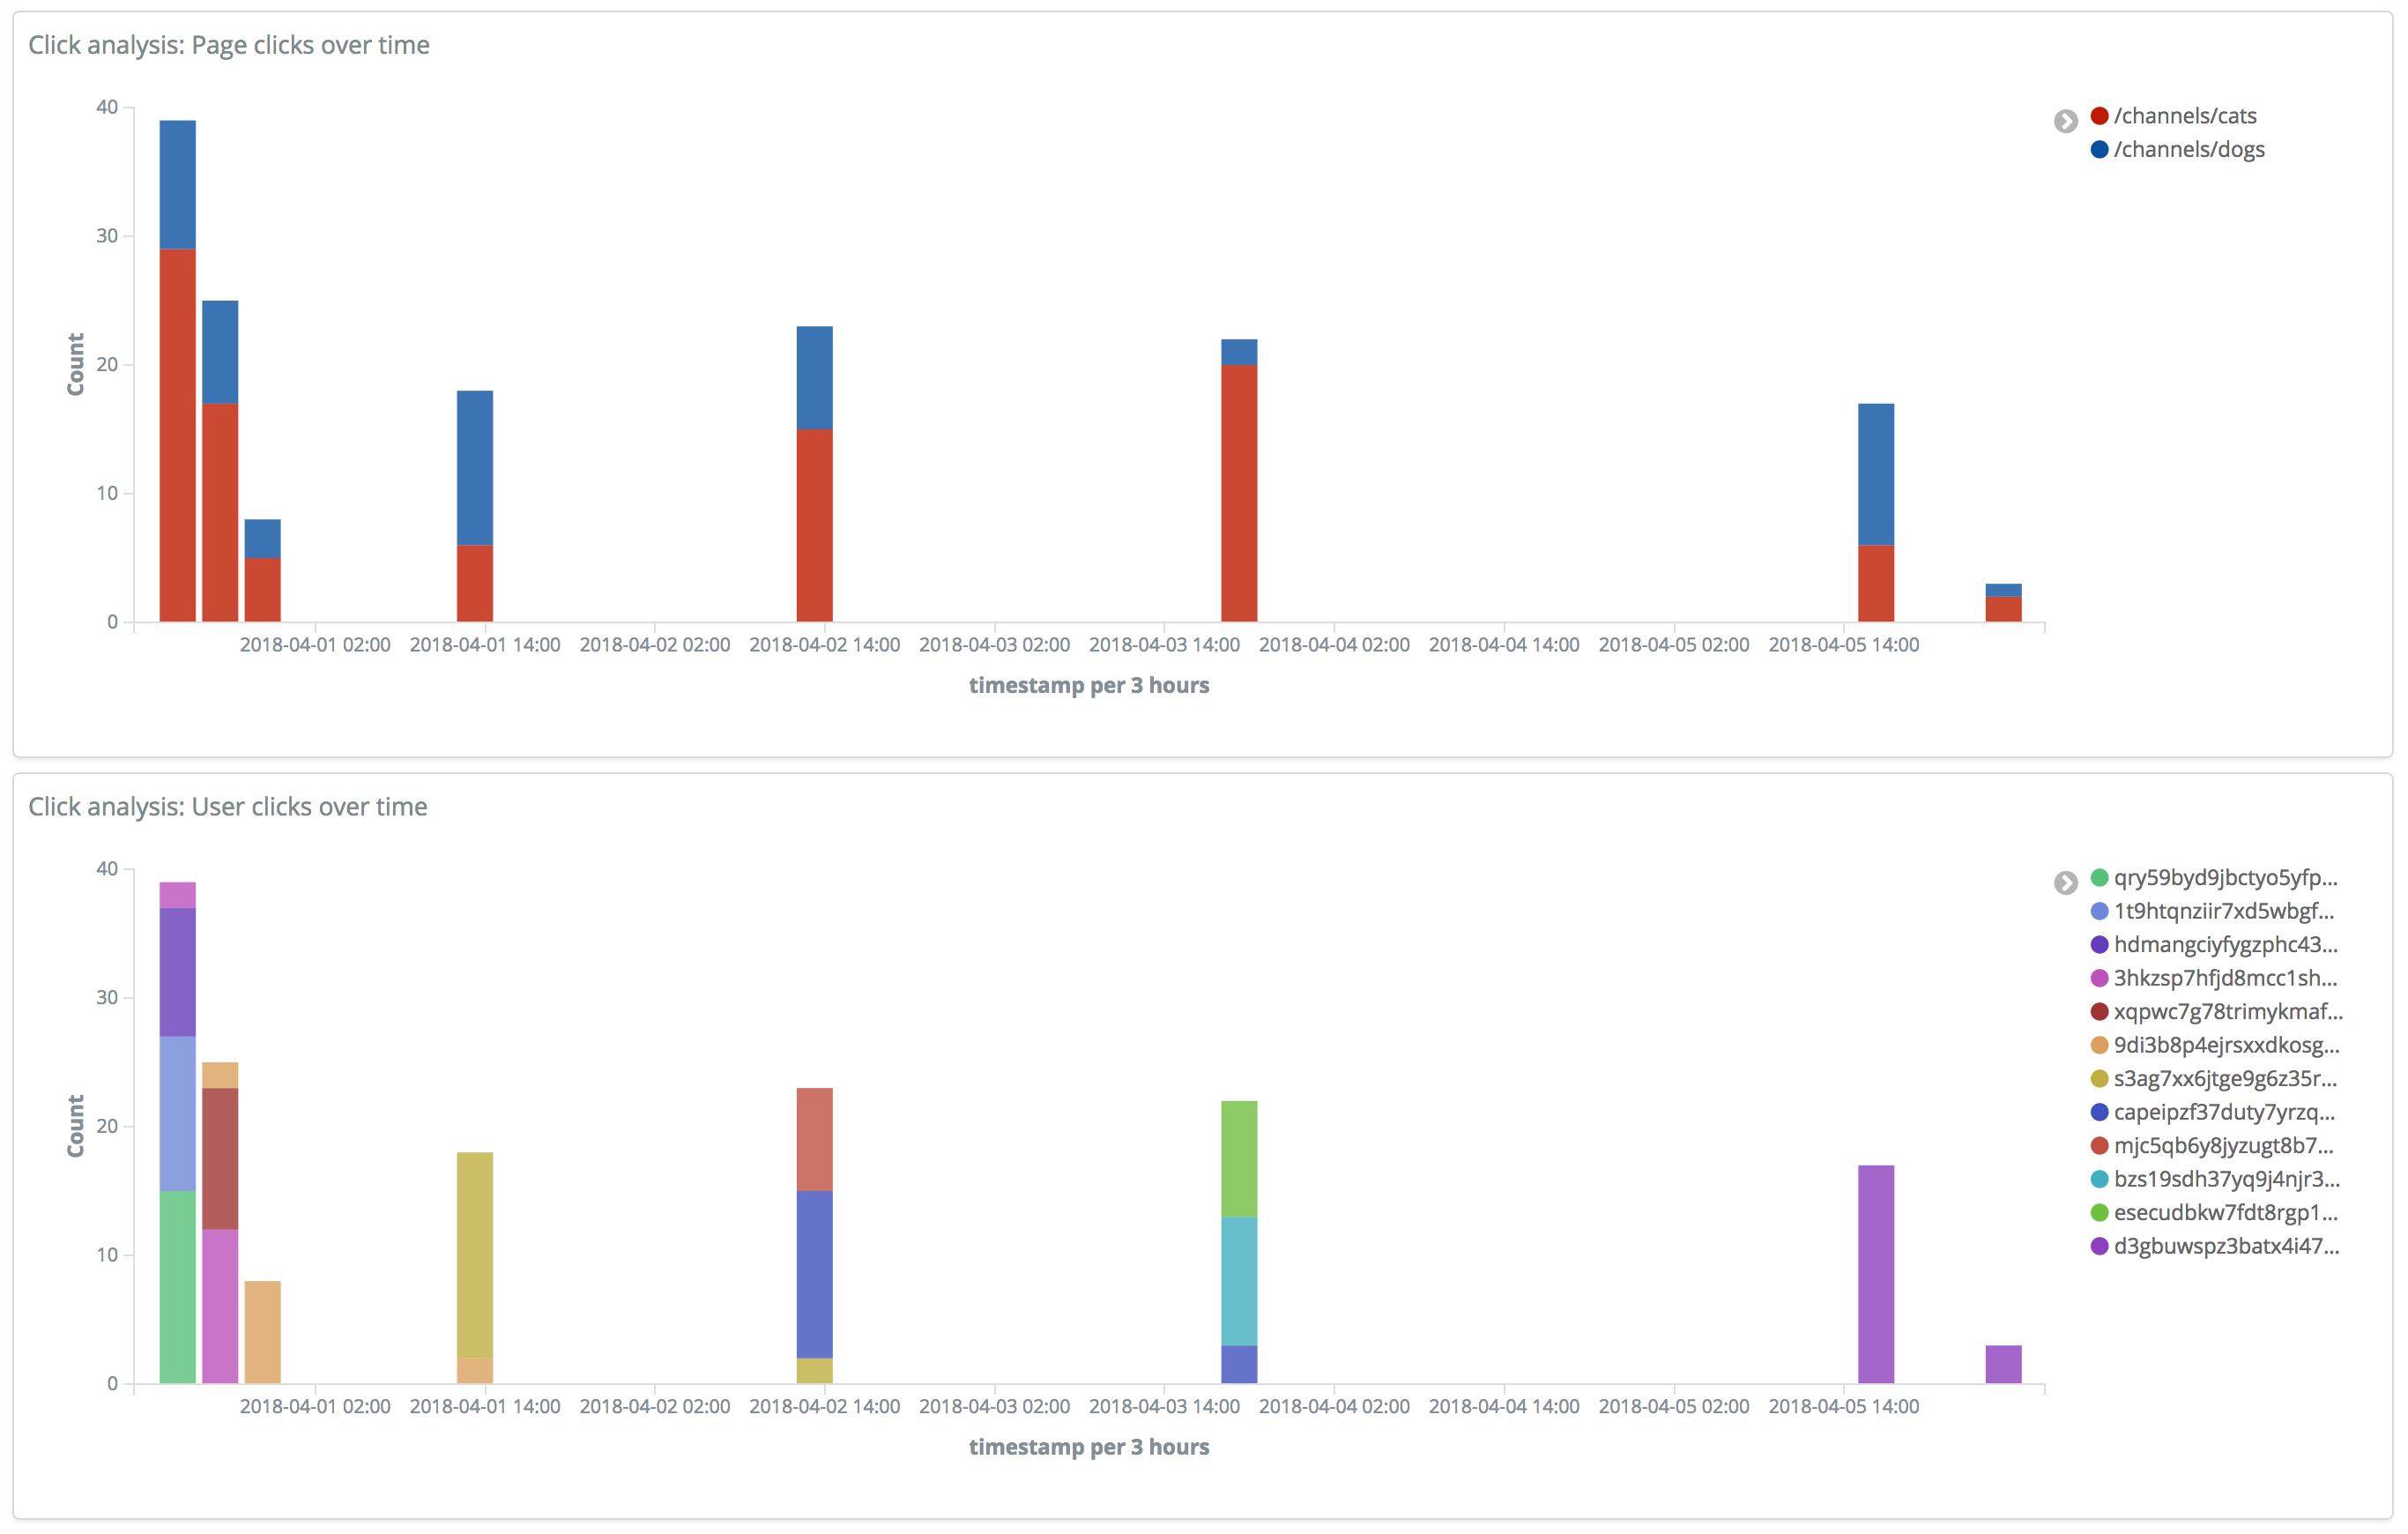 Click analysis: Page clicks over time
40
30
20
10
0
Count
2018-04-01 02:00 2018-04-01 14:00 2018-04-02 02:00 2018-04-02 14:00 2018-04-03 02:00 2018-04-03 14:00 2018-04-04 02:00 2018-04-04 14:00 2018-04-05 02:00 2018-04-05 14:00
timestamp per 3 hours
/channels/cats
/channels/dogs
Click analysis: User clicks over time
40
30
20
10
0
Count
2018-04-01 02:00 2018-04-01 14:00 2018-04-02 02:00 2018-04-02 14:00 2018-04-03 02:00 2018-04-03 14:00 2018-04-04 02:00 2018-04-04 14:00 2018-04-05 02:00 2018-04-05 14:00
timestamp per 3 hours
qry59byd9jbctyo5yfp...
1t9htqnziir7xd5wbgf...
hdmangciyfygzphc43...
3hkzsp7hfjd8mcc1sh...
xqpwc7g78trimykmaf...
9di3b8p4ejrsxxdkosg...
s3ag7xx6jtge9g6z35r...
capeipzf37duty7yrzq...
mjc5qb6y8jyzugt8b7...
bzs19sdh37yq9j4njr3...
esecudbkw7fdt8rgp1...
d3gbuwspz3batx4i47...